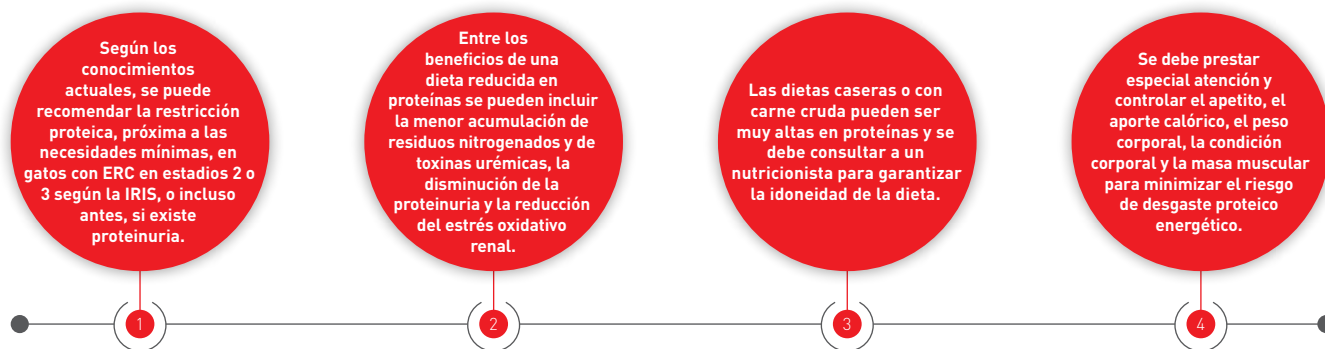 Según los
conocimientos
actuales, se puede
recomendar la restricción
proteica, próxima a las
necesidades mínimas, en
gatos con ERC en estadios 2 o
3 según la IRIS, o incluso
antes, si existe
proteinuria.
1
Entre los
beneficios de una
dieta reducida en
proteínas se pueden incluir
la menor acumulación de
residuos nitrogenados y de
toxinas urémicas, la
disminución de la
proteinuria y la reducción
del estrés oxidativo
renal.
2
Las dietas caseras o con
carne cruda pueden ser
muy altas en proteínas y se
debe consultar a un
nutricionista para garantizar
la idoneidad de la dieta.
3
Se debe prestar
especial atención y
controlar el apetito, el
aporte calórico, el peso
corporal, la condición
corporal y la masa muscular
para minimizar el riesgo
de desgaste proteico
energético.
4